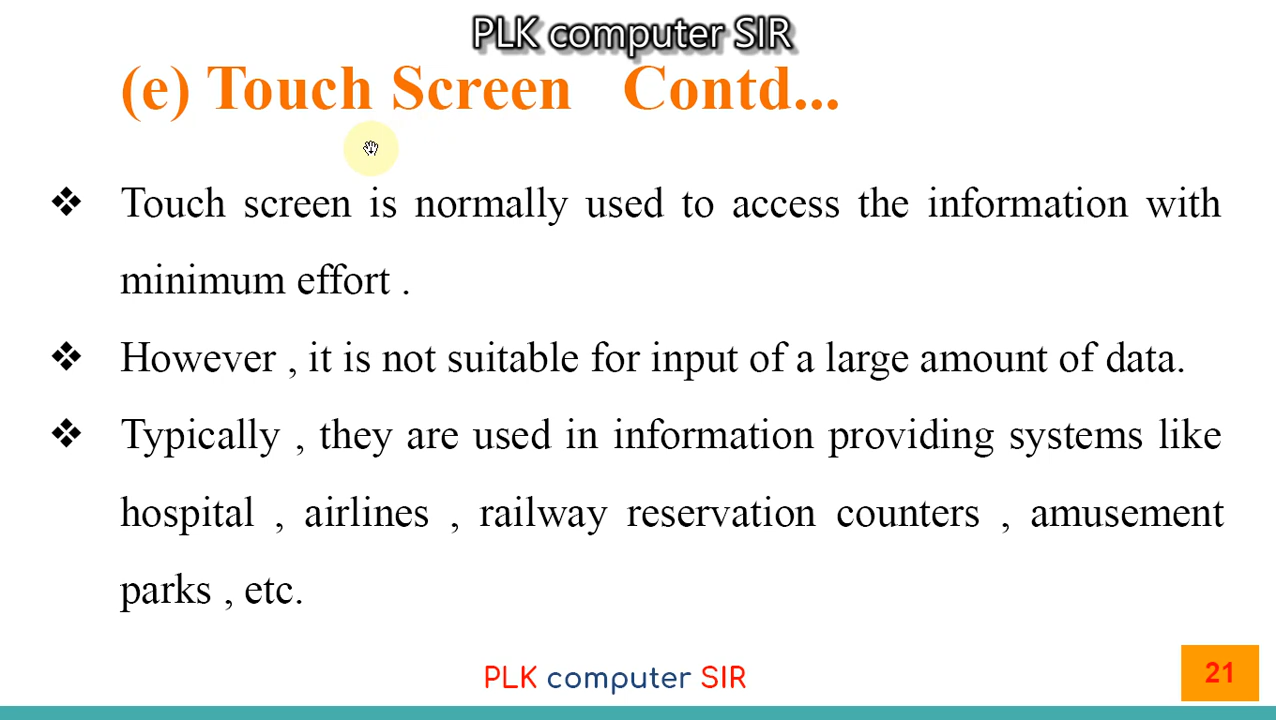 PLK computer SIR
(e) Touch Screen Contd...
❖ Touch screen is normally used to access the information with
minimum effort .
❖ However , it is not suitable for input of a large amount of data.
❖ Typically , they are used in information providing systems like
hospital , airlines , railway reservation counters , amusement
parks , etc.
PLK computer SIR
21